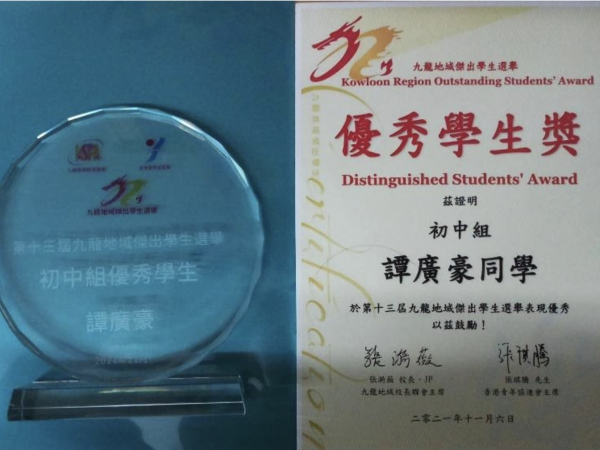 九龍地域傑出學生選舉
第十三屆九龍地域傑出學生選舉
初中組優秀學生
譚廣豪
九龍地域傑出學生選舉
Kowloon Region Outstanding Students' Award
優秀學生獎
Distinguished Students' Award
茲證明
初中組
譚廣豪同學
於第十三屆九龍地域傑出學生選舉表現優秀
以茲鼓勵！
張漪薇 校長，JP
九龍地域校長聯會主席
張祺騰 先生
香港青年協進會主席
二零二一年十一月六日